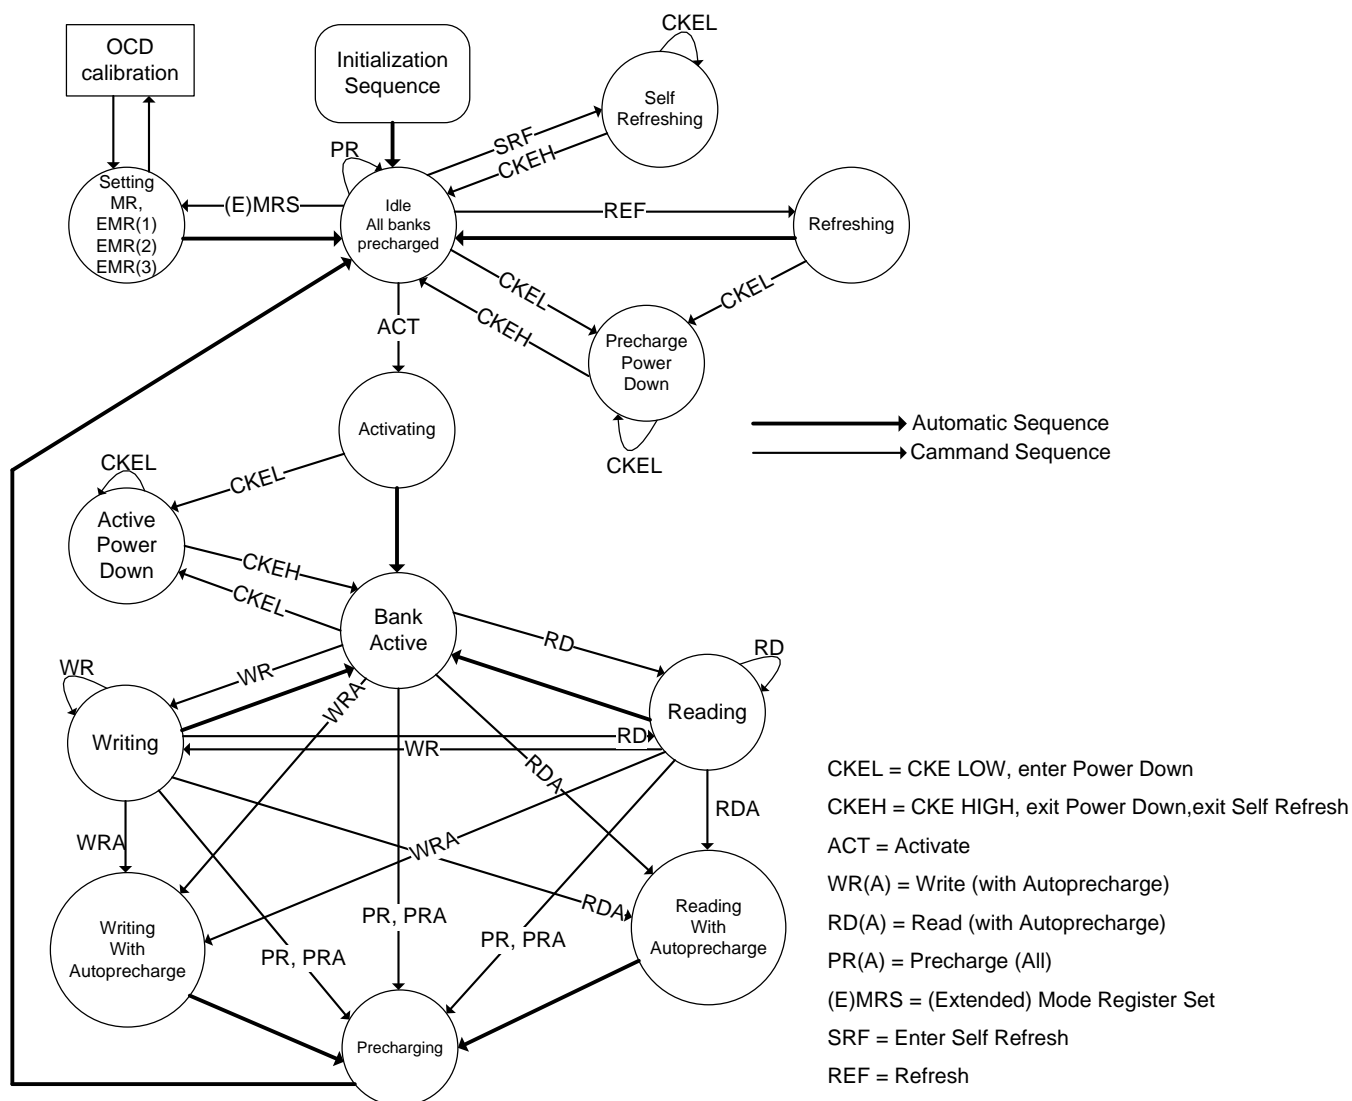 OCD
calibration
Initialization
Sequence
CKEL
Self
Refreshing
SRF
CKEH
PR
Setting
MR,
EMR(1)
EMR(2)
EMR(3)
(E)MRS
Idle
All banks
precharged
REF
Refreshing
CKEL
CKEH
CKEL
ACT
Precharge
Power
Down
CKEL
Activating
Automatic Sequence
Cammand Sequence
CKEL
CKEL
Active
Power
Down
CKEH
CKEL
Bank
Active
RD
RD
WR
WR
WRA
Reading
Writing
RD
WR
RDA
RDA
WRA
WRA
PR, PRA
RDA
PR, PRA
PR, PRA
Writing
With
Autoprecharge
Reading
With
Autoprecharge
Precharging
CKEL = CKE LOW, enter Power Down
CKEH = CKE HIGH, exit Power Down,exit Self Refresh
ACT = Activate
WR(A) = Write (with Autoprecharge)
RD(A) = Read (with Autoprecharge)
PR(A) = Precharge (All)
(E)MRS = (Extended) Mode Register Set
SRF = Enter Self Refresh
REF = Refresh